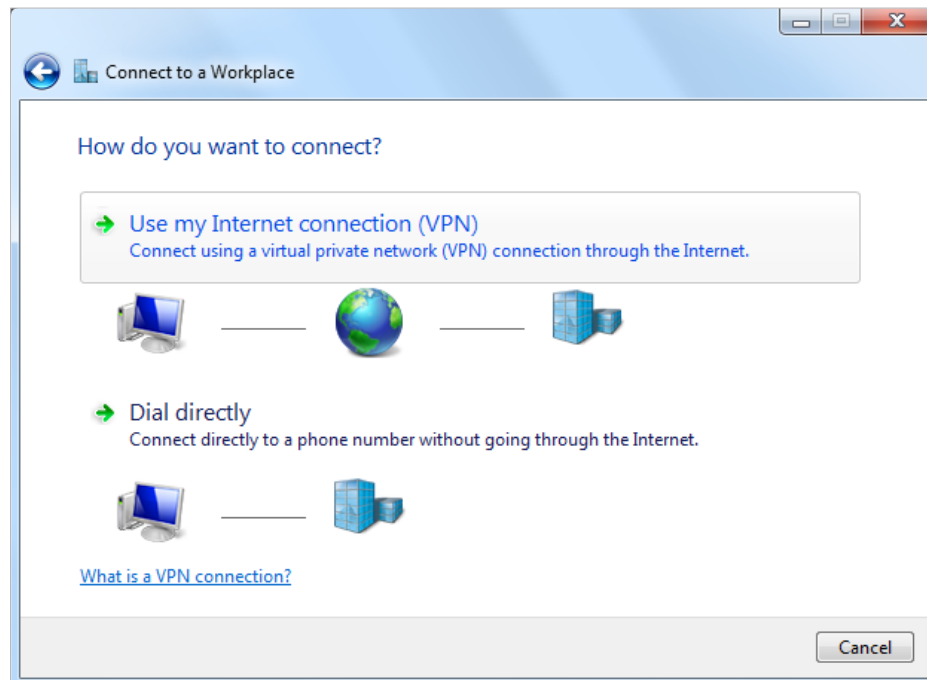 Connect to a Workplace
How do you want to connect?
Use my Internet connection (VPN)
Connect using a virtual private network (VPN) connection through the Internet.
Dial directly
Connect directly to a phone number without going through the Internet.
What is a VPN connection?
Cancel